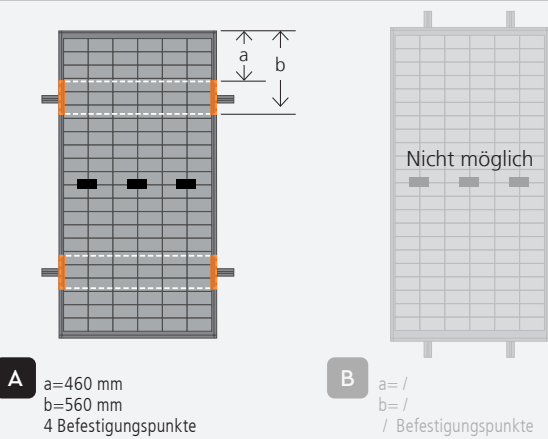 a
b
Nicht möglich
A
a=460 mm
b=560 mm
4 Befestigungspunkte
B
a= /
b= /
/ Befestigungspunkte